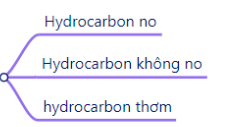 Hydrocarbon no
Hydrocarbon không no
hydrocarbon thơm